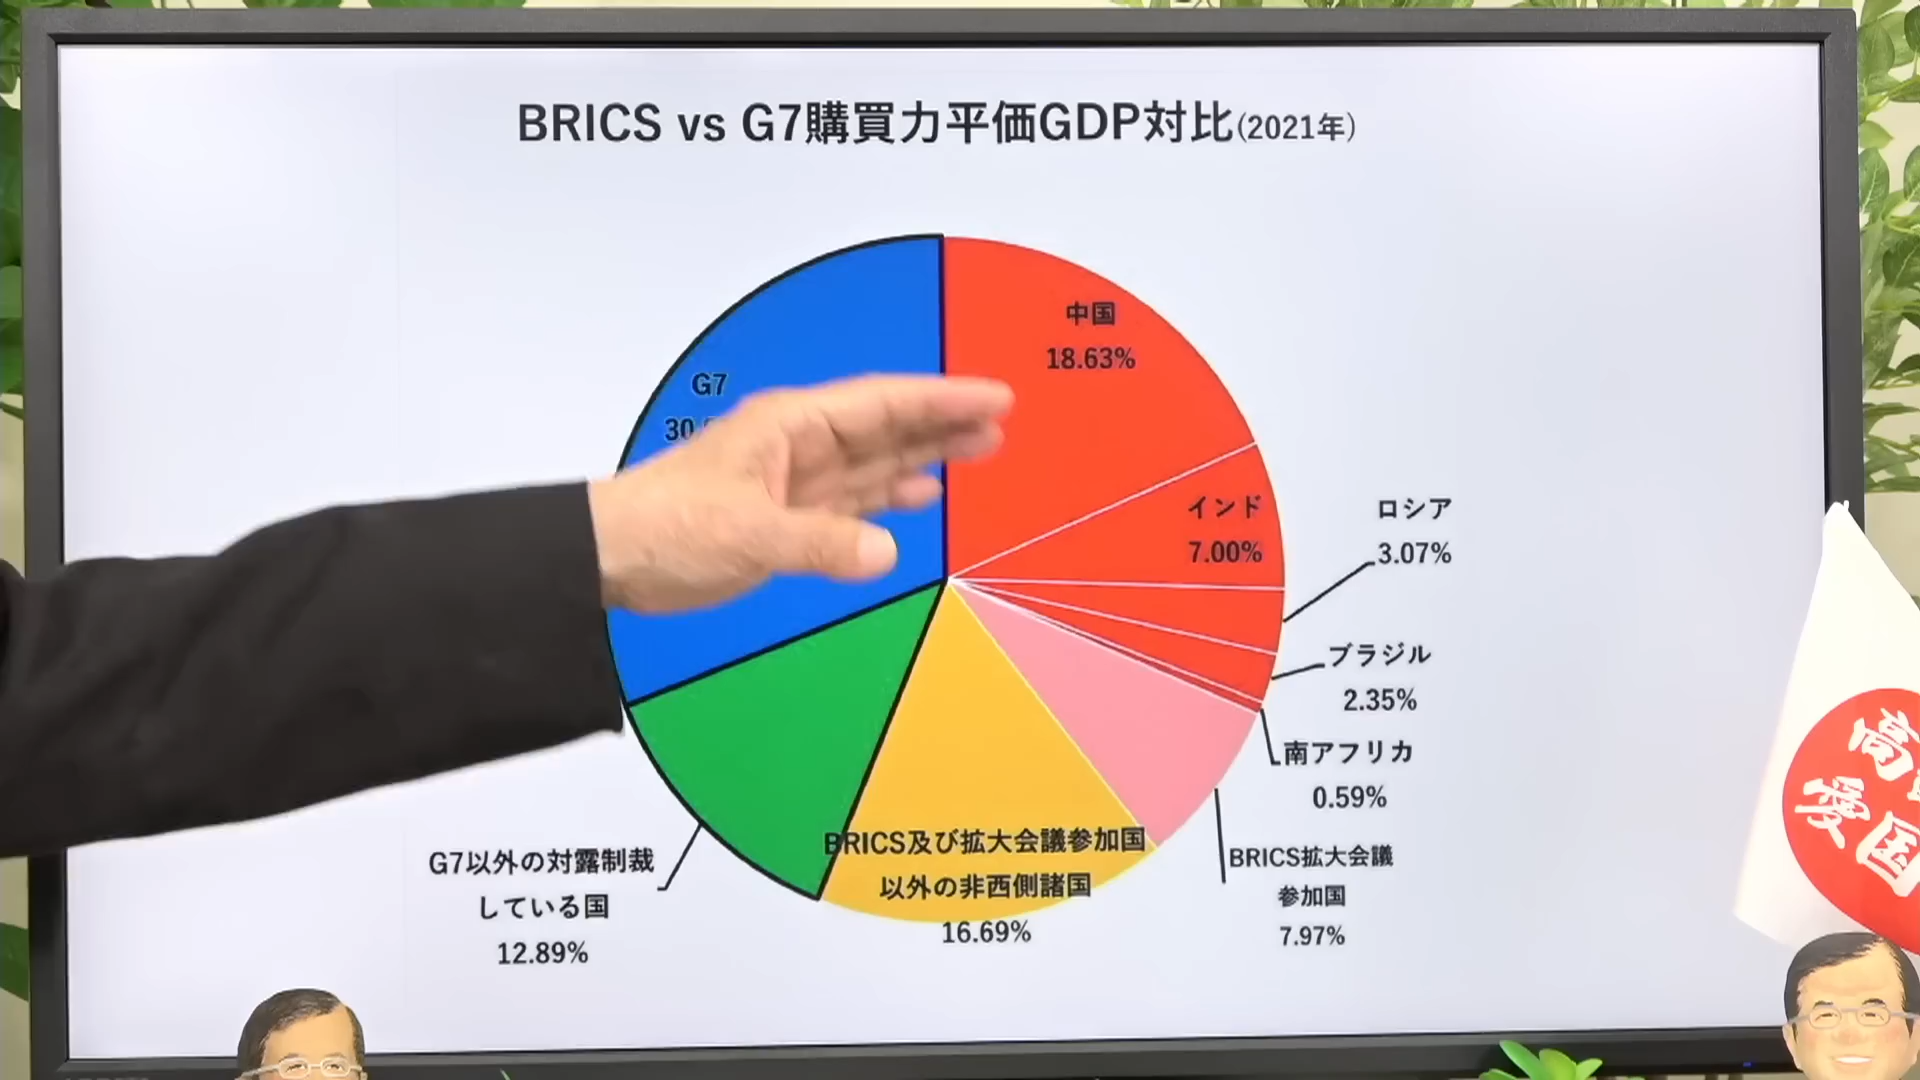 BRICS vs G7購買力平価GDP対比(2021年)
中国
18.63%
G7
30.
インド
7.00%
ロシア
3.07%
ブラジル
2.35%
南アフリカ
0.59%
BRICS拡大会議
参加国
7.97%
BRICS及び拡大会議参加国
以外の非西側諸国
16.69%
G7以外の対露制裁
している国
12.89%
愛国